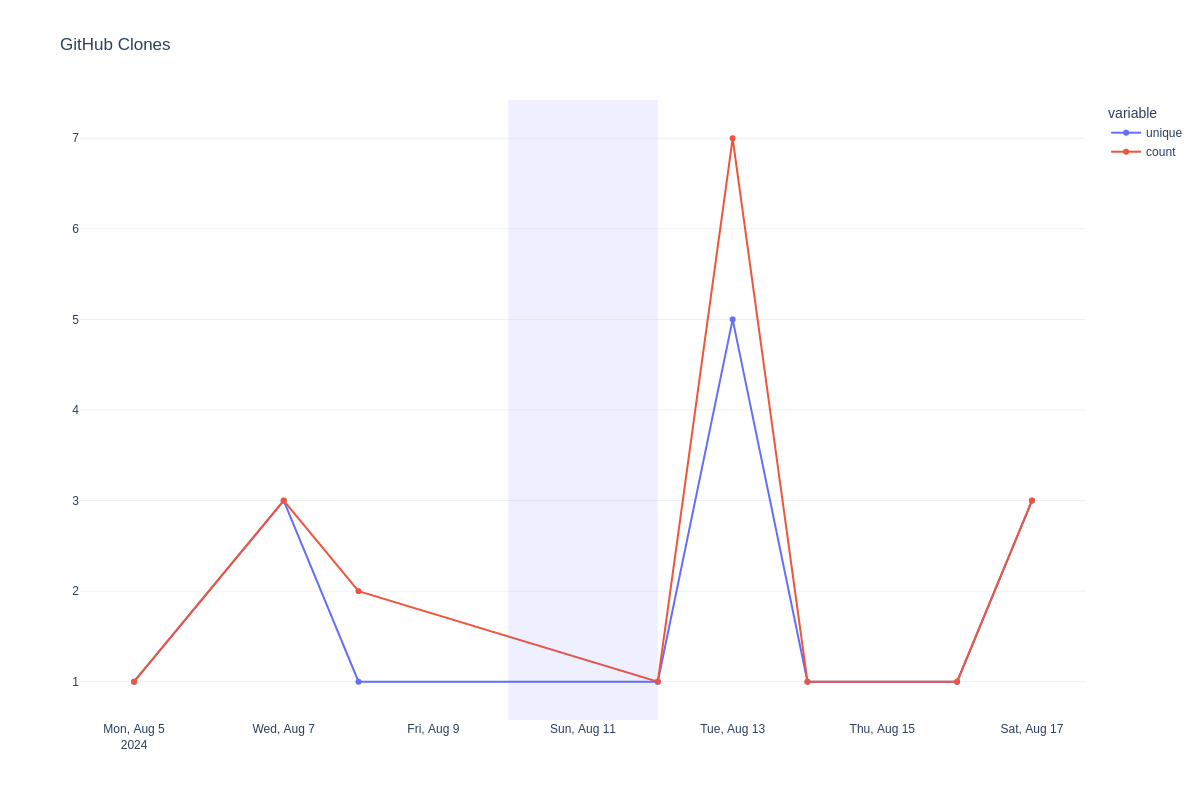 GitHub Clones
variable
unique
count
7
6
5
4
3
2
1
Mon, Aug 5
2024
Wed, Aug 7
Fri, Aug 9
Sun, Aug 11
Tue, Aug 13
Thu, Aug 15
Sat, Aug 17